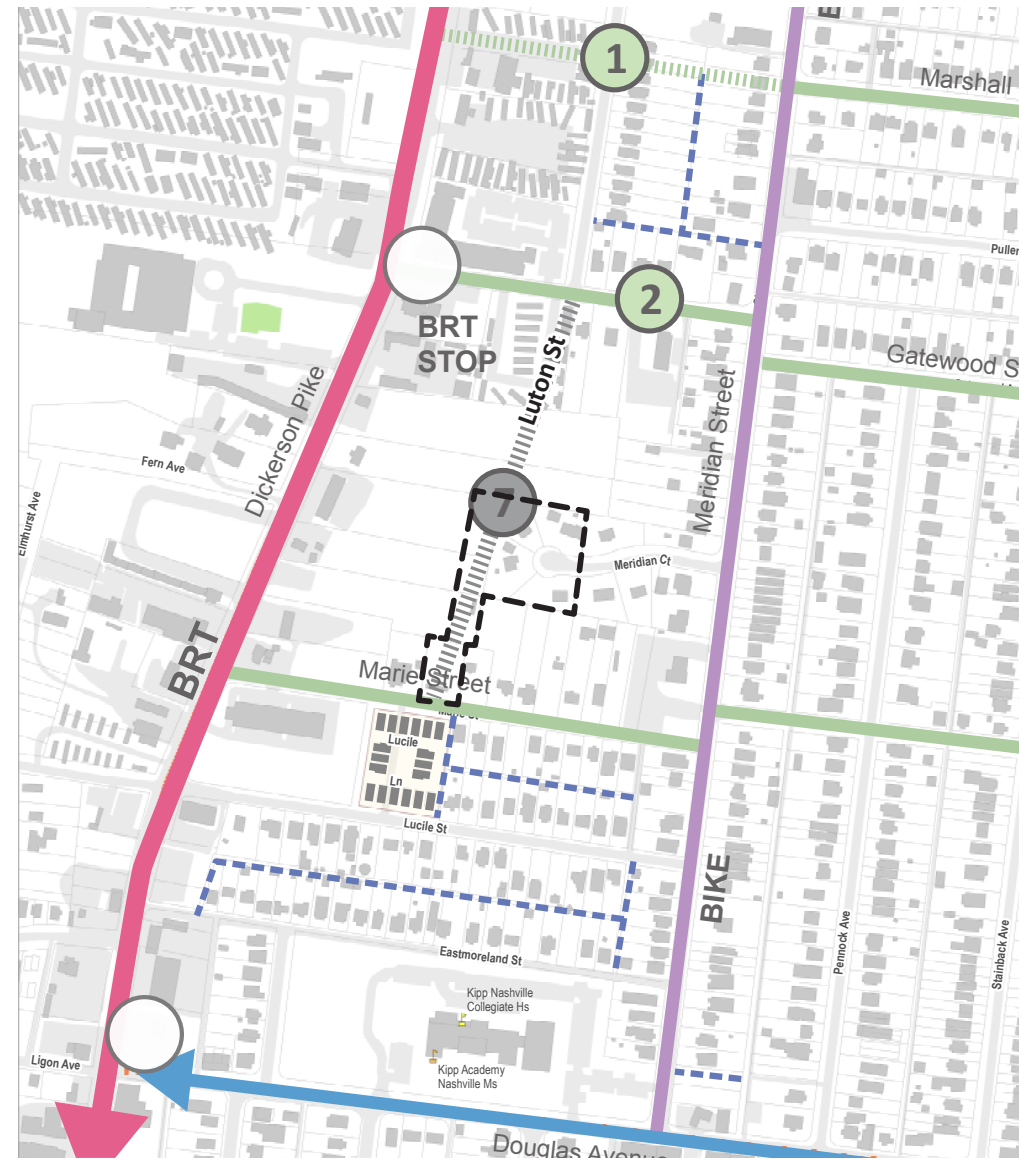 1
Marshall
Puller
2
BRT
STOP
Gatewood S
Luton St
Dickerson Pike
Meridian Street
Fern Ave
Elmhurst Ave
7
Meridian Ct
BRT
Marie Street
Marie St
Lucile
Ln
Lucile St
BIKE
Pennock Ave
Stainback Ave
Eastmoreland St
Kipp Nashville
Collegiate Hs
Kipp Academy
Nashville Ms
Ligon Ave
Douglas Avenue